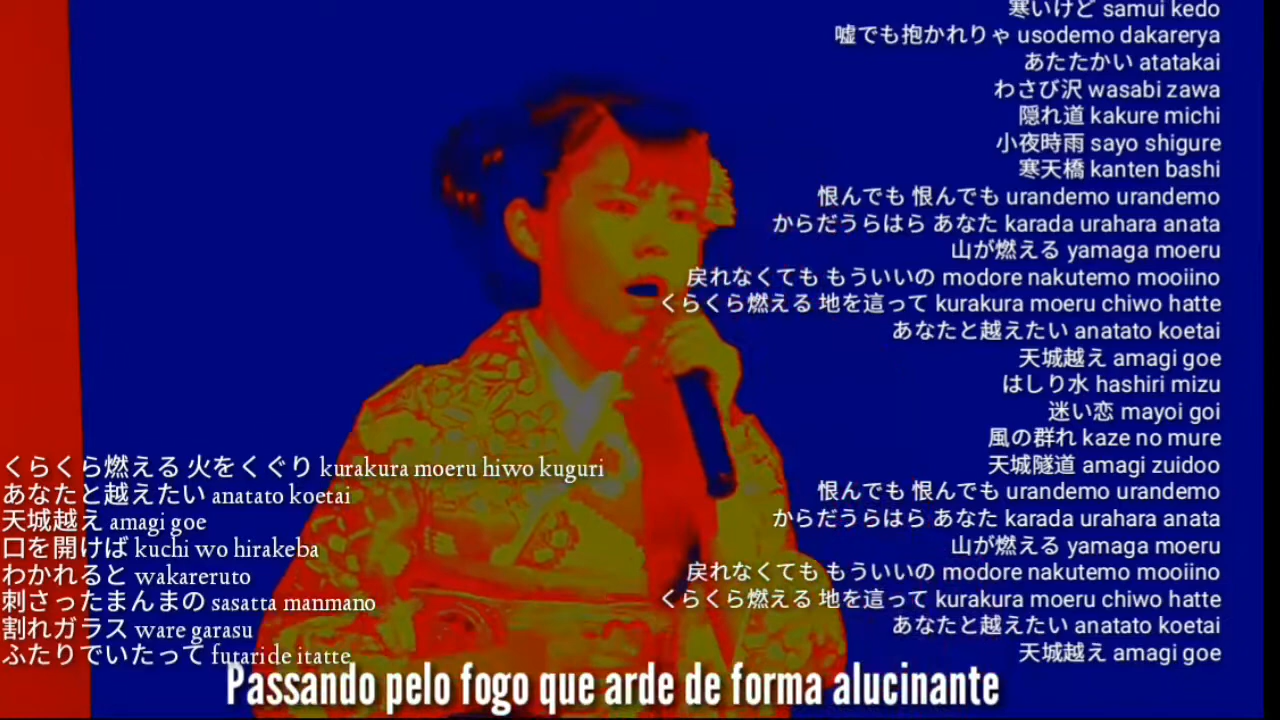 くらくら燃える 火をくぐり kurakura moeru hiwo kuguri
あなたと越えたい anatato koetai
天城越え amagi goe
口を開けば kuchi wo hirakeba
わかれると wakareruto
刺さったまんまの sasatta manmano
割れガラス ware garasu
ふたりでいたって futaride itatte
寒いけど samui kedo
嘘でも抱かれりゃ usodemo dakarerya
あたたかい atatakai
わさび沢 wasabi zawa
隠れ道 kakure michi
小夜時雨 sayo shigure
寒天橋 kanten bashi
恨んでも 恨んでも urandemo urandemo
からだうらはら あなた karada urahara anata
山が燃える yamaga moeru
戻れなくても もういいの modore nakutemo mooiino
くらくら燃える 地を這って kurakura moeru chiwo hatte
あなたと越えたい anatato koetai
天城越え amagi goe
はしり水 hashiri mizu
迷い恋 mayoi goi
風の群れ kaze no mure
天城隧道 amagi zuidoo
恨んでも 恨んでも urandemo urandemo
からだうらはら あなた karada urahara anata
山が燃える yamaga moeru
戻れなくても もういいの modore nakutemo mooiino
くらくら燃える 地を這って kurakura moeru chiwo hatte
あなたと越えたい anatato koetai
天城越え amagi goe
Passando pelo fogo que arde de forma alucinante